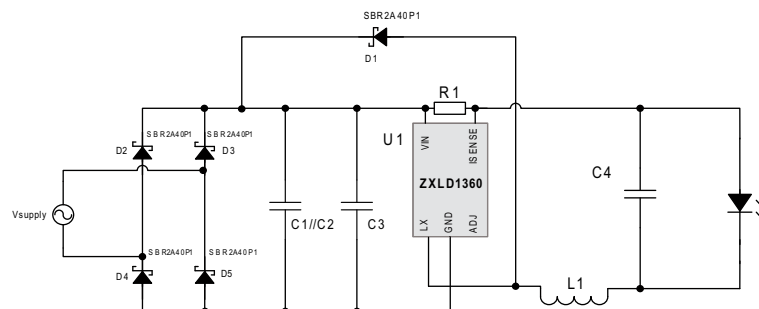 SBR2A40P1
D1
R1
SBR2A40P1 SBR2A40P1
D2 D3
U1
VIN ISENSE
ZXLD1360
LX GND ADJ
C4
Vsupply
C1//C2 C3
SBR2A40P1 SBR2A40P1
D4 D5
L1